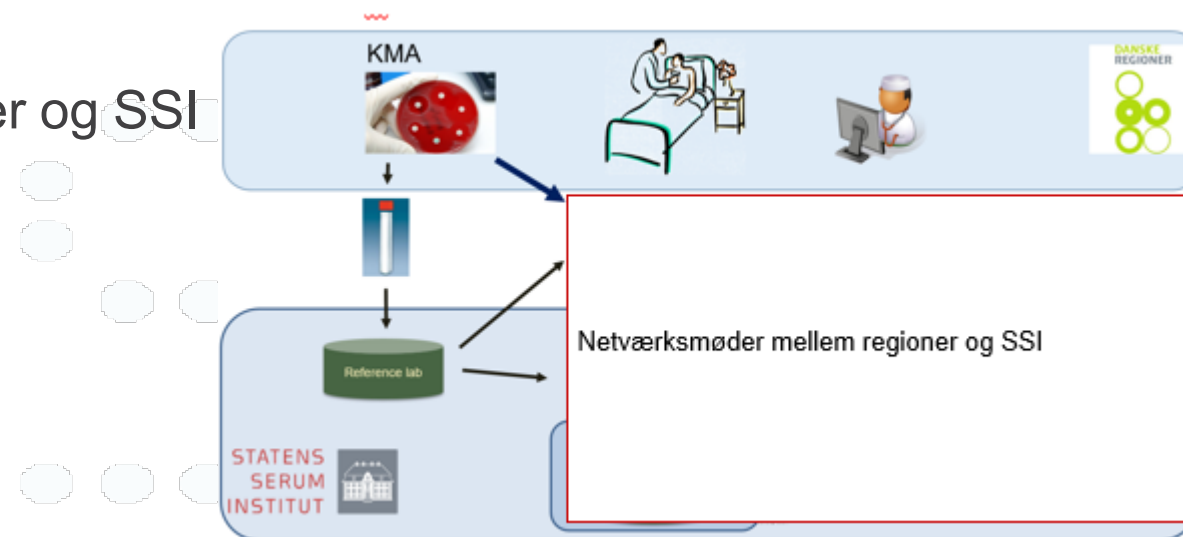 er og SSI
KMA
DANSKE
REGIONER
Netværksmøder mellem regioner og SSI
Reference lab
STATENS
SERUM
INSTITUT